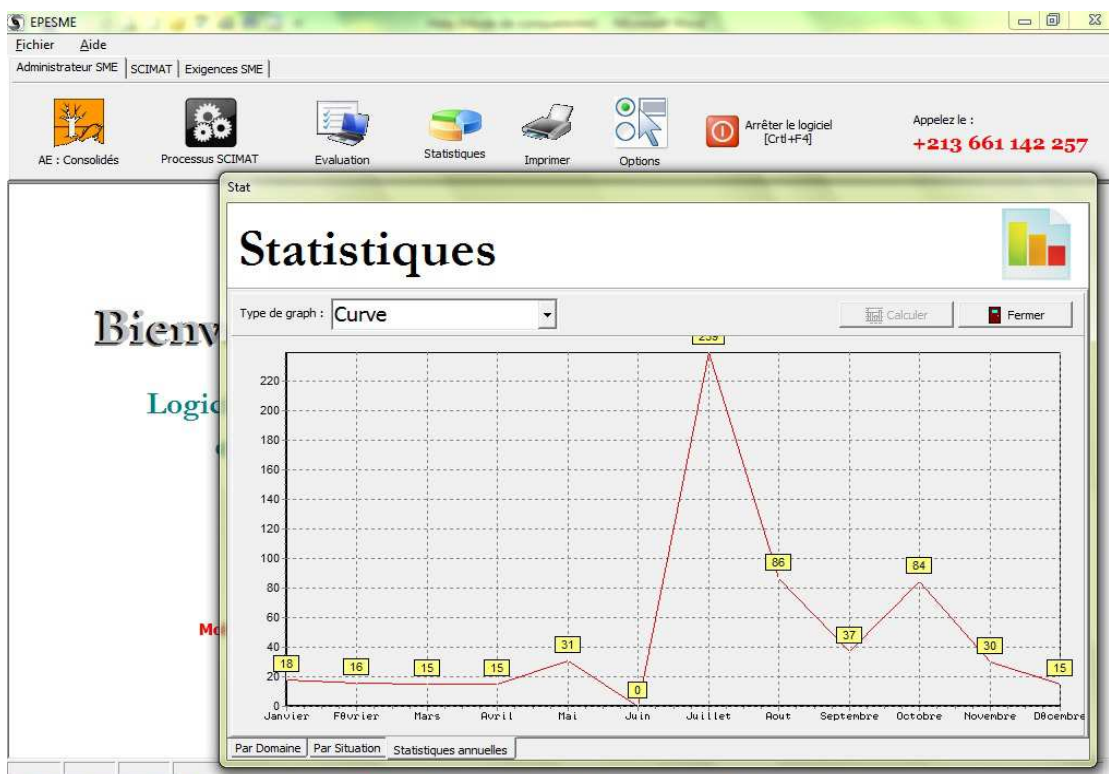 EPESME
Fichier Aide
Administrateur SME SCIMAT Exigences SME
AE : Consolidés Processus SCIMAT Evaluation Statistiques Imprimer Options
Arrêter le logiciel
[Crtl+F4]
Appelez le :
+213 661 142 257
Stat
Statistiques
Bienv
Logic
Type de graph : Curve Calculer Fermer
239
220
200
180
160
140
120
100
80
60
40
20
0
18 16 15 15 31 0 86 37 84 30 15
Janvier Février Mars Avril Mai Juin Juillet Aout Septembre Octobre Novembre Décembre
Par Domaine Par Situation Statistiques annuelles